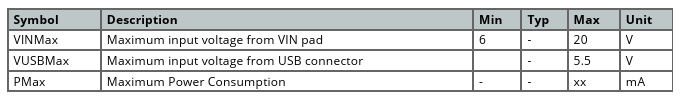 Symbol Description Min Typ Max Unit
VINMax Maximum input voltage from VIN pad 6 - 20 V
VUSBMax Maximum input voltage from USB connector - 5.5 V
PMax Maximum Power Consumption - - xx mA